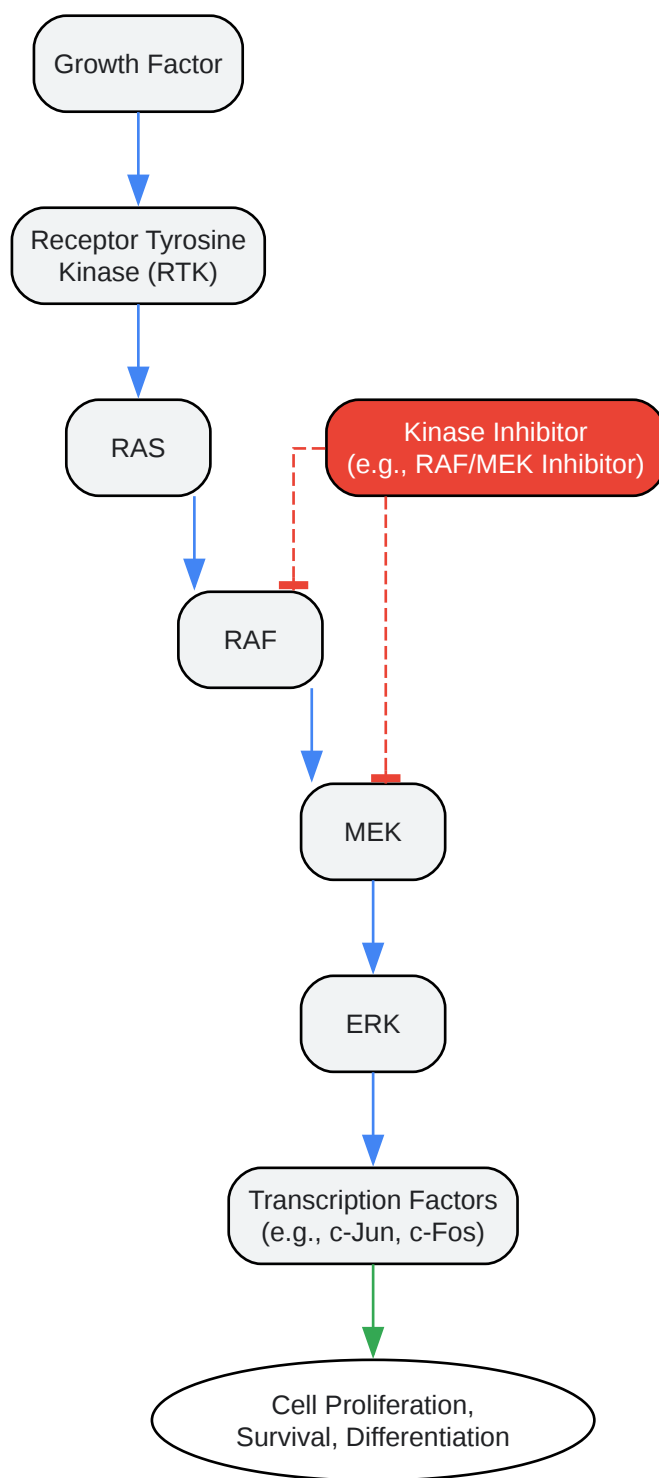 Growth Factor
Receptor Tyrosine
Kinase (RTK)
RAS
Kinase Inhibitor
(e.g., RAF/MEK Inhibitor)
RAF
MEK
ERK
Transcription Factors
(e.g., c-Jun, c-Fos)
Cell Proliferation,
Survival, Differentiation